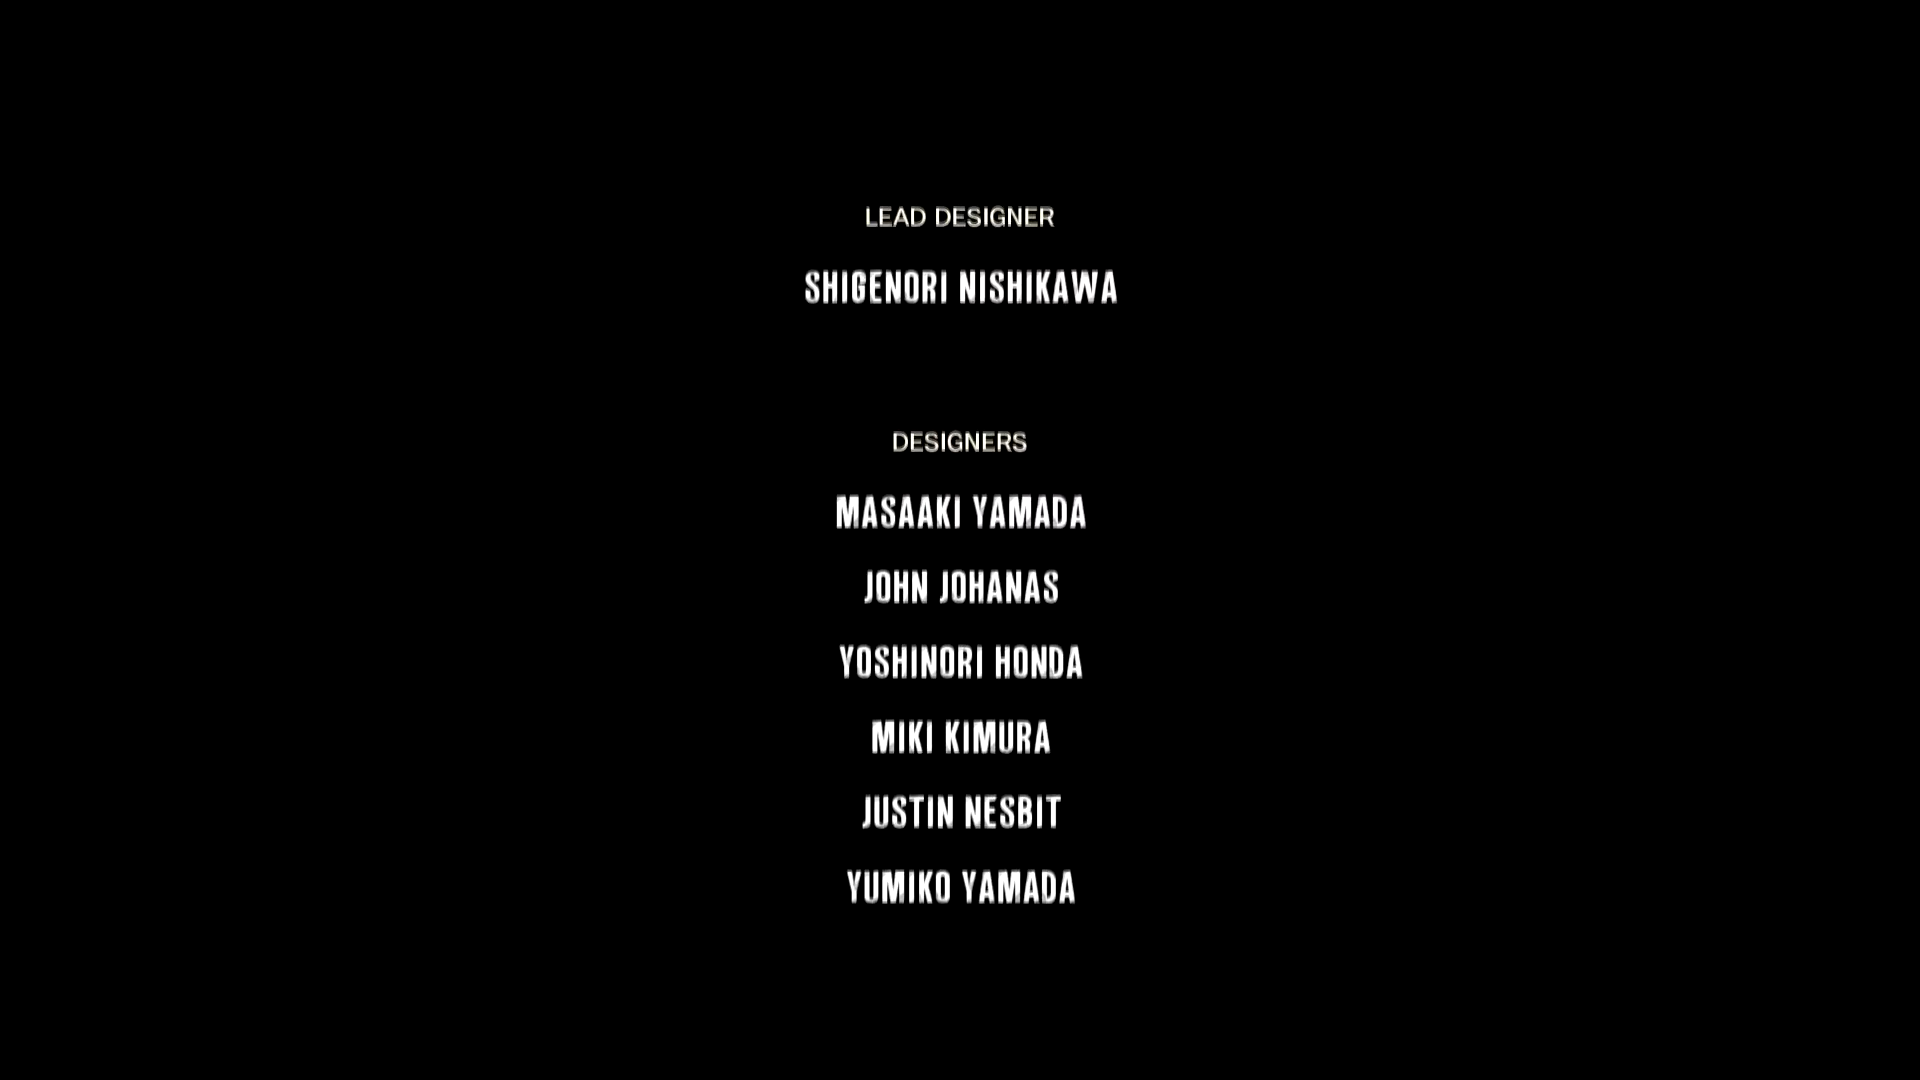 LEAD DESIGNER
SHIGENORI NISHIKAWA
DESIGNERS
MASAAKI YAMADA
JOHN JOHANAS
YOSHINORI HONDA
MIKI KIMURA
JUSTIN NESBIT
YUMIKO YAMADA